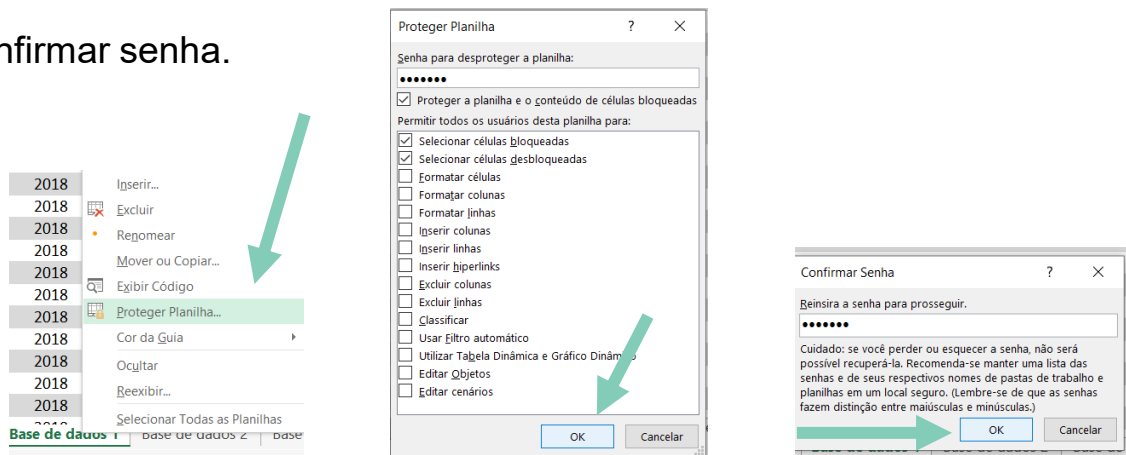 nfirmar senha.
2018
2018
2018
2018
2018
2018
2018
2018
2018
2018
2018
Inserir...
Excluir
Renomear
Mover ou Copiar...
Exibir Código
Proteger Planilha...
Cor da Guia
Ocultar
Reexibir...
Selecionar Todas as Planilhas
Base de dados 1 Base de dados 2 Base
Proteger Planilha ?
Senha para desproteger a planilha:
•••••••
Proteger a planilha e o conteúdo de células bloqueadas
Permitir todos os usuários desta planilha para:
Selecionar células bloqueadas
Selecionar células desbloqueadas
Formatar células
Formatar colunas
Formatar linhas
Inserir colunas
Inserir linhas
Inserir hiperlinks
Excluir colunas
Excluir linhas
Classificar
Usar Filtro automático
Utilizar Tabela Dinâmica e Gráfico Dinâmico
Editar Objetos
Editar cenários
OK Cancelar
Confirmar Senha ?
Reinsira a senha para prosseguir.
•••••••
Cuidado: se você perder ou esquecer a senha, não será
possível recuperá-la. Recomenda-se manter uma lista das
senhas e de seus respectivos nomes de pastas de trabalho e
planilhas em um local seguro. (Lembre-se de que as senhas
fazem distinção entre maiúsculas e minúsculas.)
OK Cancelar